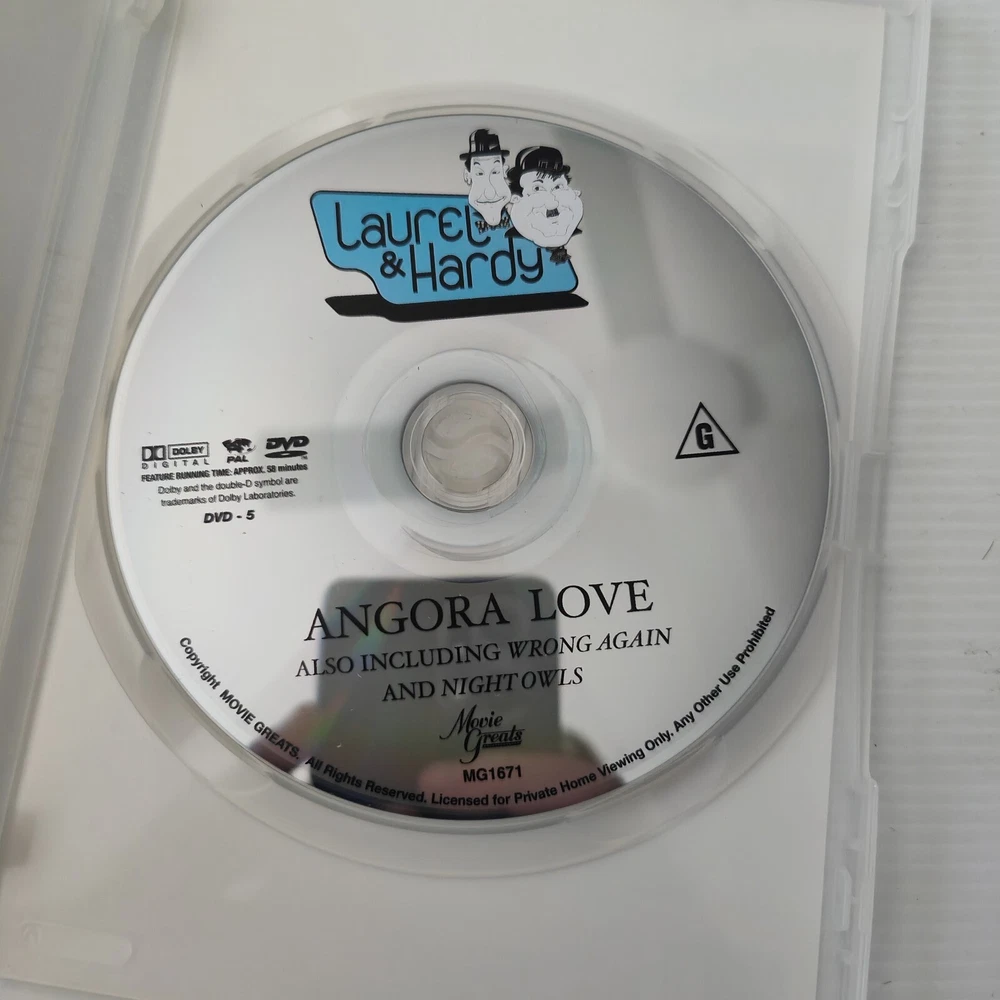 Laurel
& Hardy
DOLBY
DIGITAL
PAL
DVD
FEATURE RUNNING TIME: APPROX. 58 minutes
Dolby and the double-D symbol are
trademarks of Dolby Laboratories.
DVD - 5
G
ANGORA LOVE
ALSO INCLUDING WRONG AGAIN
AND NIGHT OWLS
Movie
Greats
MG1671
Copyright MOVIE GREATS. All Rights Reserved. Licensed for Private Home Viewing Only. Any Other Use Prohibited